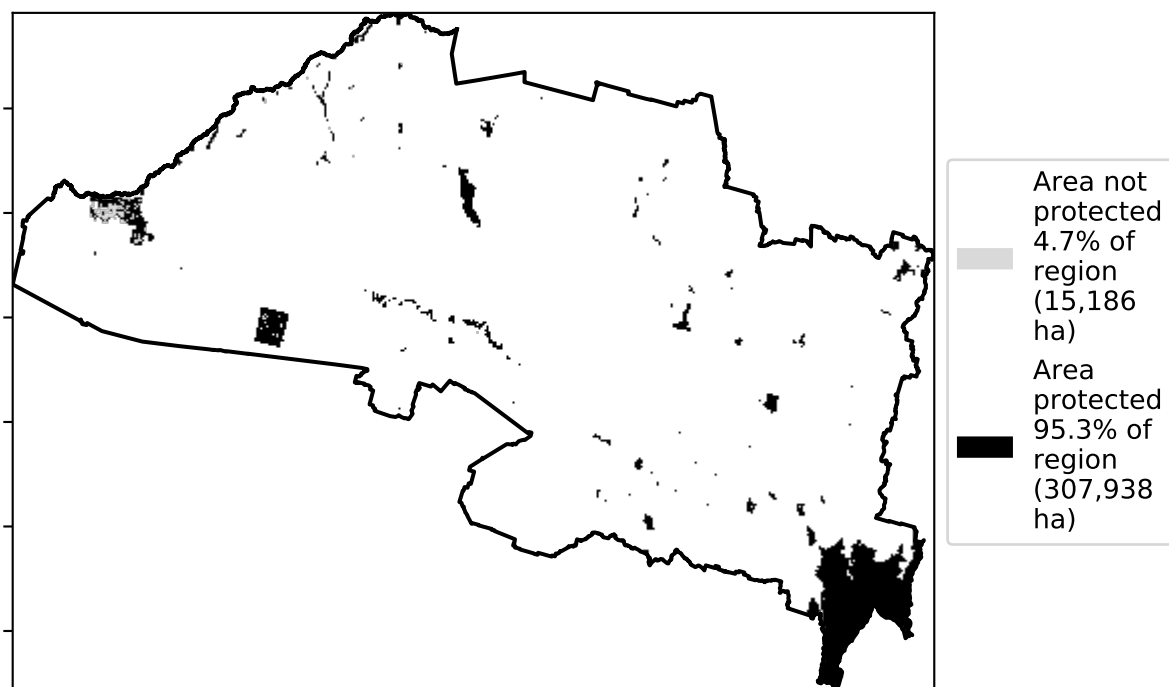 Area not
protected
4.7% of
region
(15,186
ha)
Area
protected
95.3% of
region
(307,938
ha)